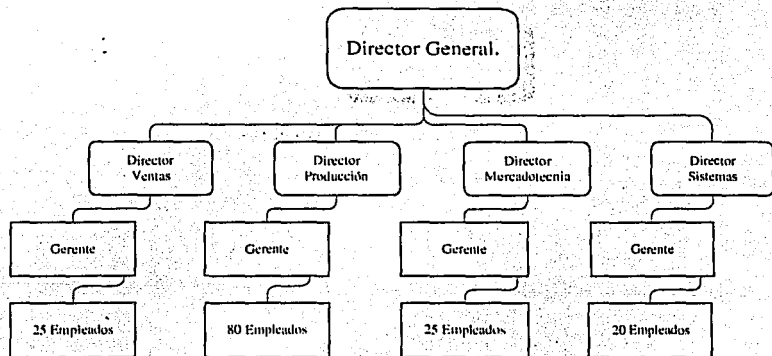 Director General.
Director
Ventas
Director
Producción
Director
Mercadotecnia
Director
Sistemas
Gerente
Gerente
Gerente
Gerente
25 Empleados
80 Empleados
25 Empleados
20 Empleados